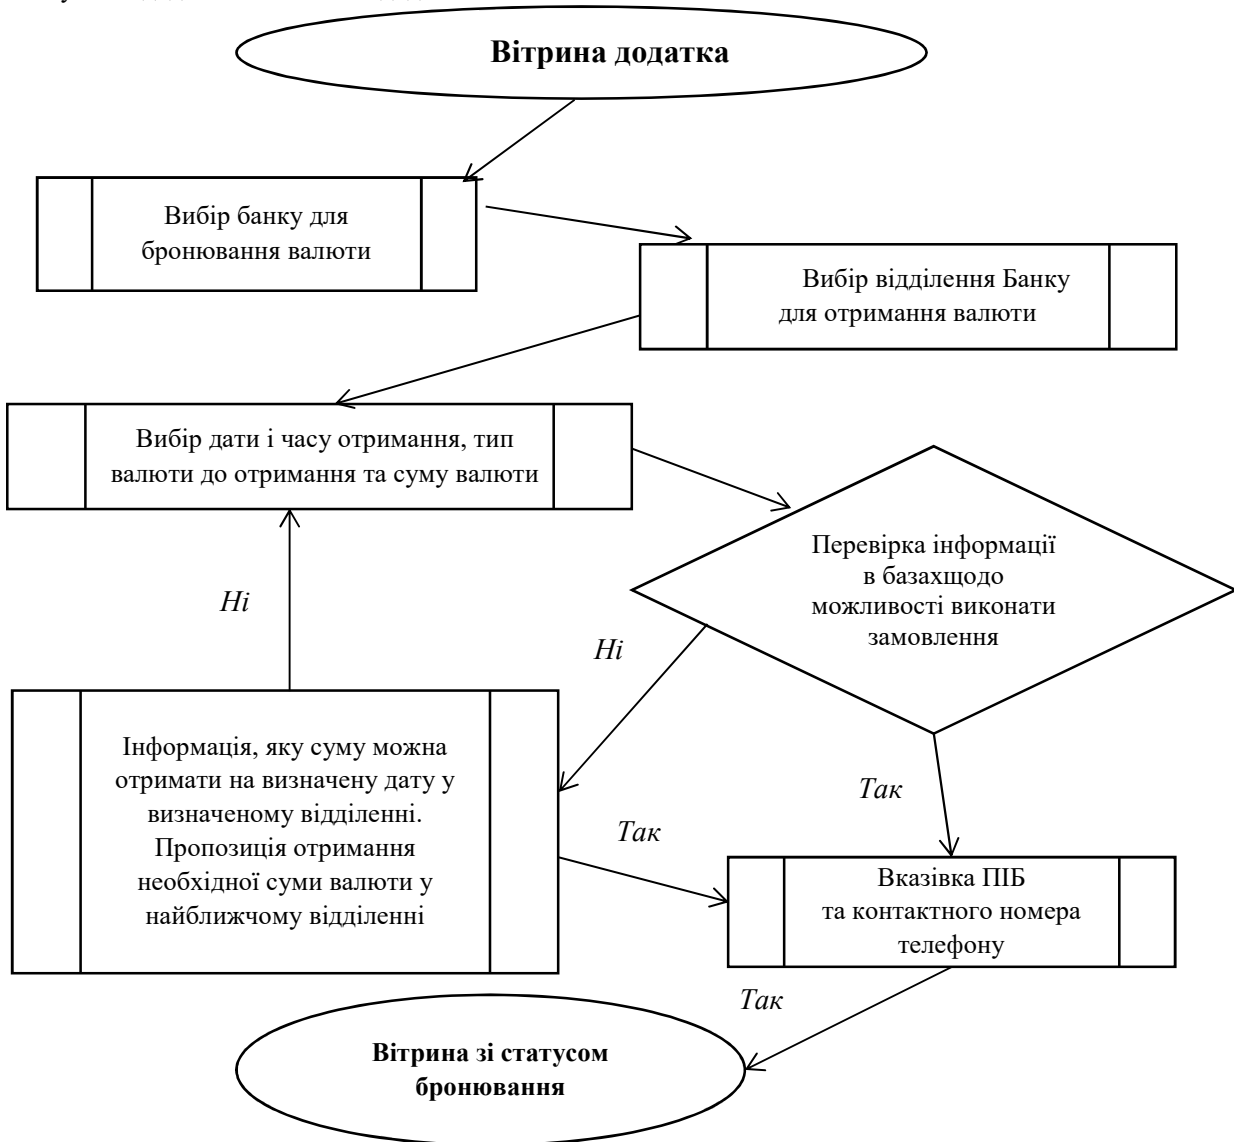 Вітрина додатка
Вибір банку для
бронювання валюти
Вибір відділення Банку
для отримання валюти
Вибір дати і часу отримання, тип
валюти до отримання та суму валюти
Перевірка інформації
в базахщодо
можливості виконати
замовлення
Ні
Ні
Інформація, яку суму можна
отримати на визначену дату у
визначеному відділенні.
Пропозиція отримання
необхідної суми валюти у
найближчому відділенні
Так
Так
Вказівка ПІБ
та контактного номера
телефону
Так
Вітрина зі статусом
бронювання